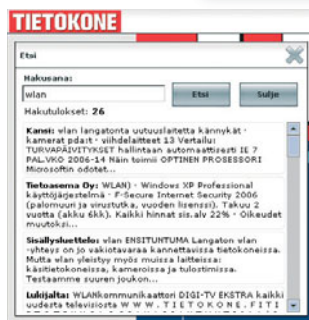 TIETOKONE
Etsi
Hakusana:
wlan
Etsi
Sulje
Hakutulokset: 26
Kansi: wlan langatonta uutuuslaitetta kännykät ·
kamerat pdait · viihdelaitteet 13 Vertailu:
TURVAPÄIVITYKSET hallintaan automaattisesti IE 7
PAL.VKO 2006-14 Näin toimii OPTINEN PROSESSORI
Microsoftin odotet...
Tietoasema Oy: WLAN) · Windows XP Professional
käyttöjärjestelmä · F-Secure Internet Security 2006
(palomuuri ja virustutka, vuoden lisenssi). Takuu 2
vuotta (akku 6kk). Kaikki hinnat sis.alv 22% · Oikeudet
muutoksi...
Sisällysluettelo: wlan ENSITUNTUMA Langaton wlan
-yhteys on jo vakiotavaraa kannettavissa tietokoneissa.
Mutta wlan yleistyy myös muissa laitteissa:
käsitietokoneissa, kameroissa ja tulostimissa.
Testaamme suuren joukon...
Lukijalta: WLANkommunikaattori DIGI-TV EKSTRA kaikki
uudesta televisiosta W W W . T I E T O K O N E . F I T I